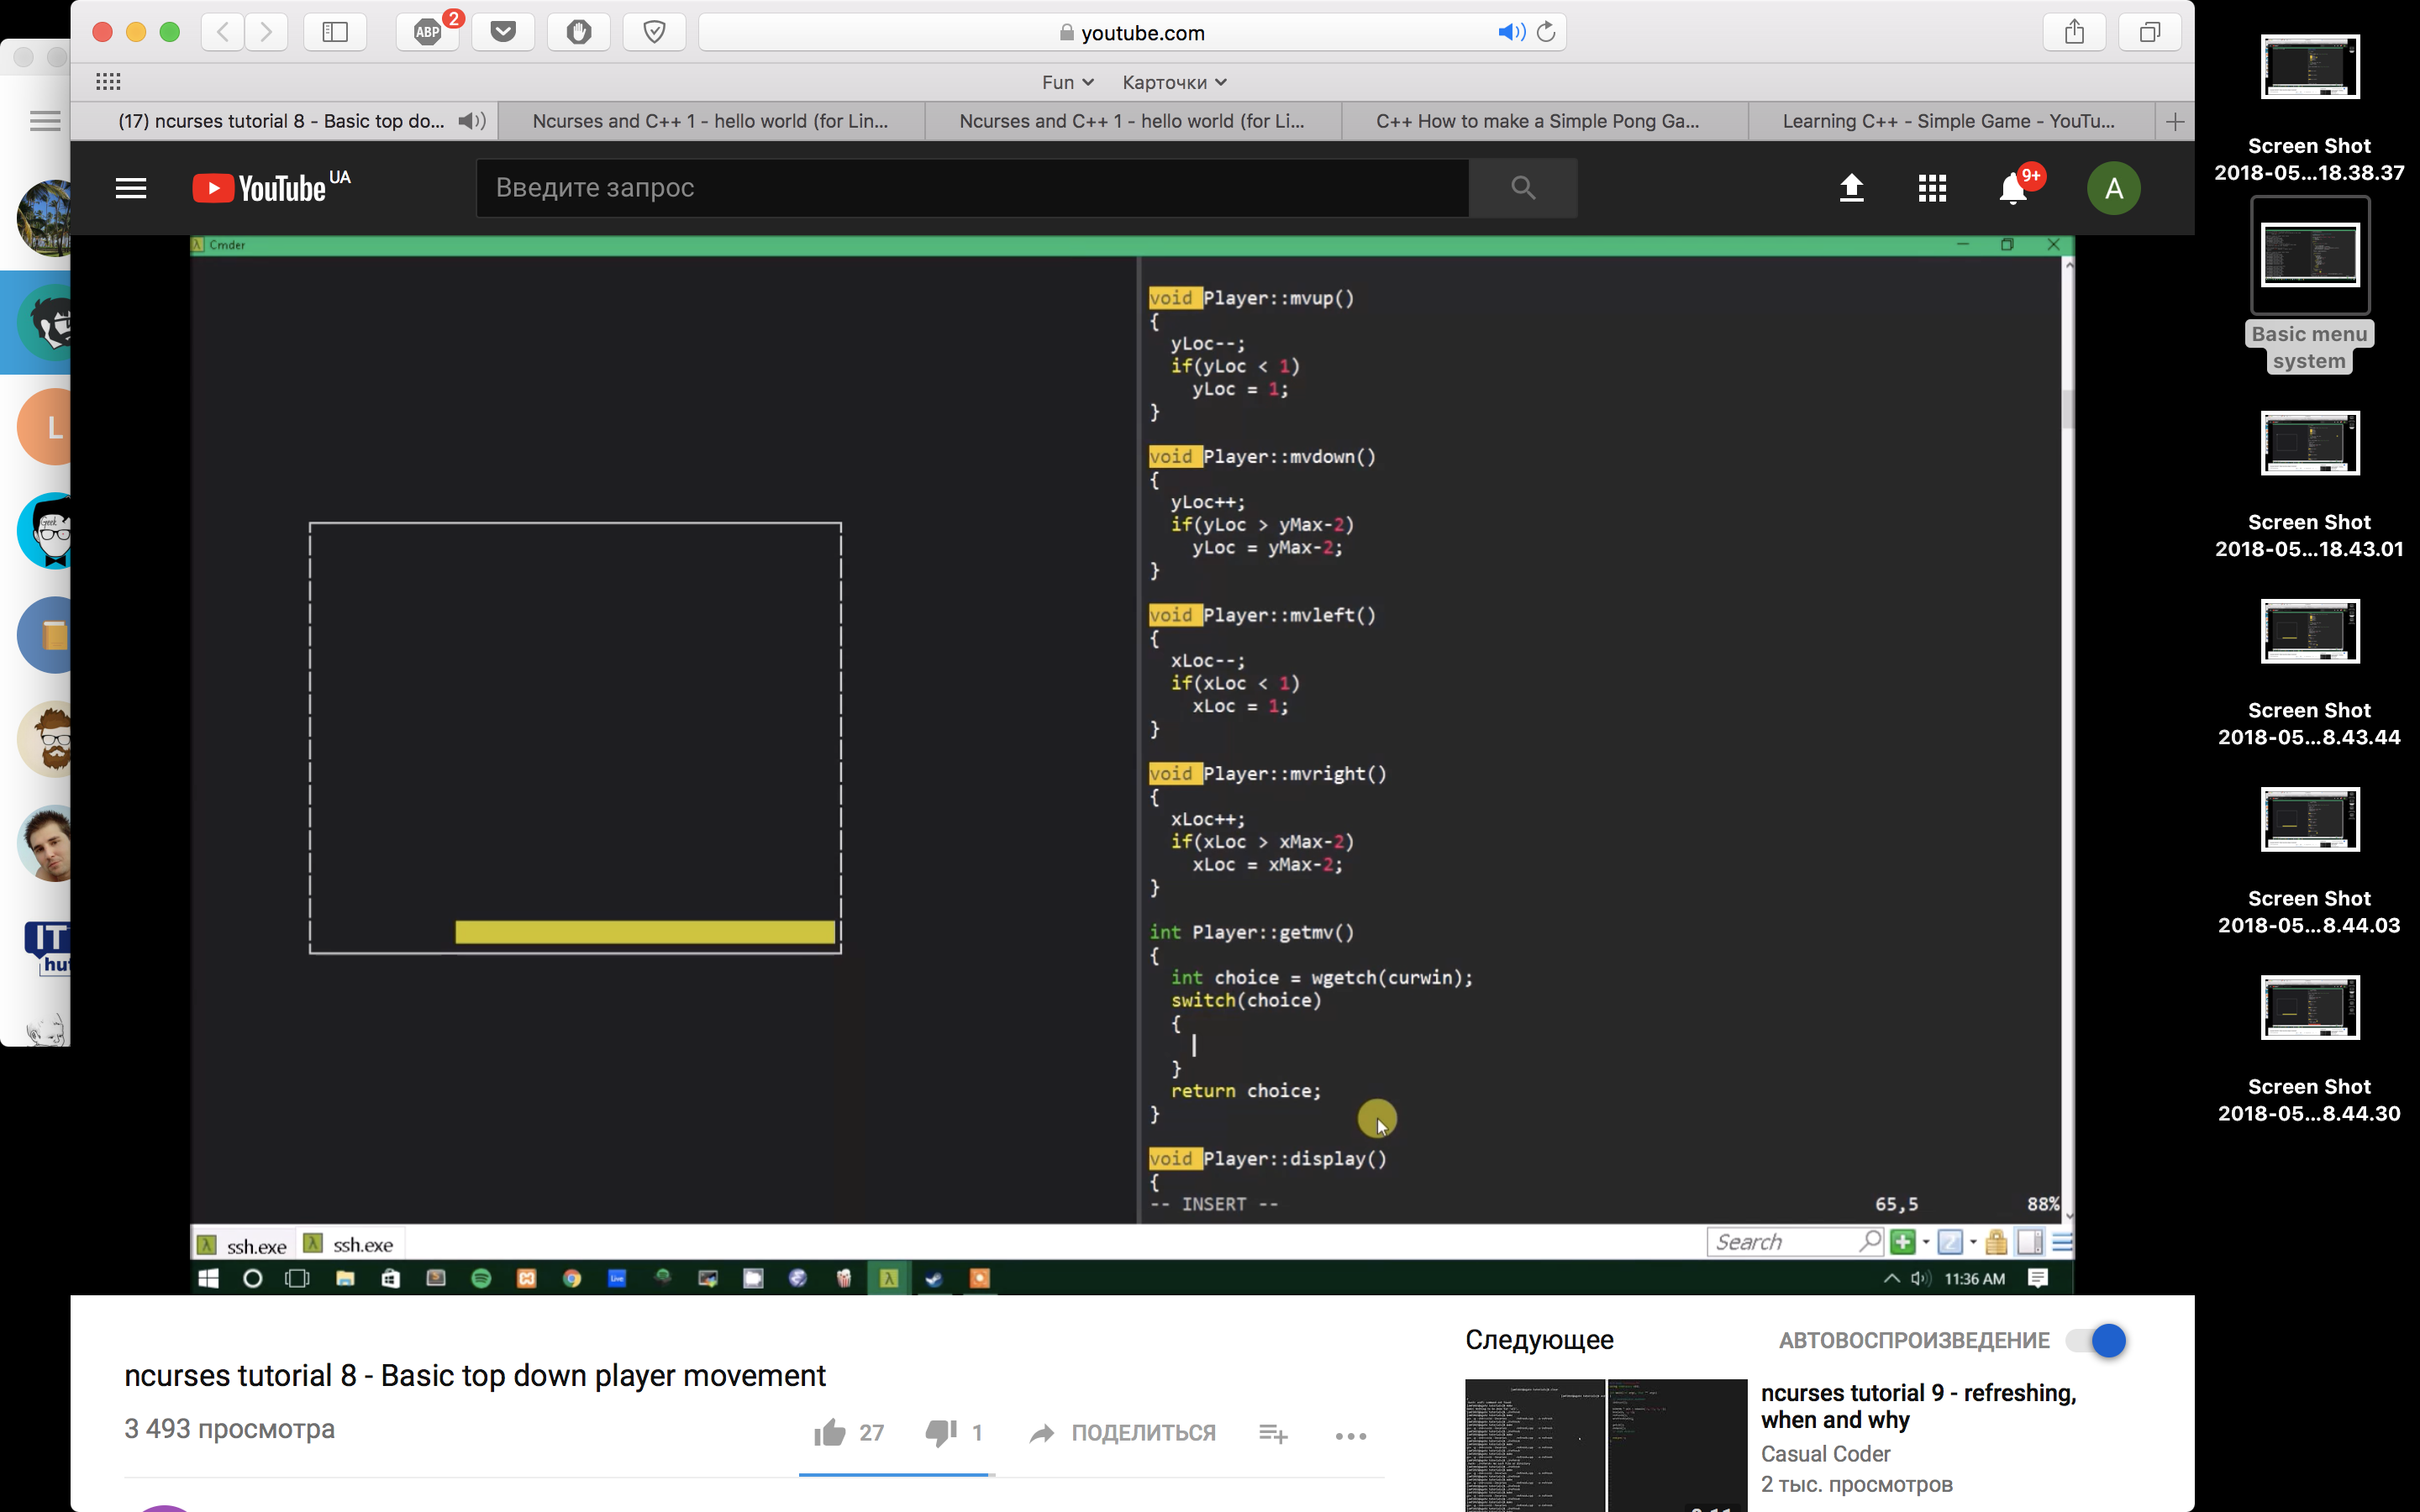 ABP
2
youtube.com
Fun
Карточки
(17) ncurses tutorial 8 - Basic top do...
Ncurses and C++ 1 - hello world (for Lin...
Ncurses and C++ 1 - hello world (for Li...
C++ How to make a Simple Pong Ga...
Learning C++ - Simple Game - YouTu...
YouTube UA
Введите запрос
9+
A
λ Cmder
void Player::mvup()
{
yLoc--;
if(yLoc < 1)
yLoc = 1;
}
void Player::mvdown()
{
yLoc++;
if(yLoc > yMax-2)
yLoc = yMax-2;
}
void Player::mvleft()
{
xLoc--;
if(xLoc < 1)
xLoc = 1;
}
void Player::mvright()
{
xLoc++;
if(xLoc > xMax-2)
xLoc = xMax-2;
}
int Player::getmv()
{
int choice = wgetch(curwin);
switch(choice)
{
}
return choice;
}
void Player::display()
{
-- INSERT --
65,5
88%
λ ssh.exe
λ ssh.exe
Search
11:36 AM
ncurses tutorial 8 - Basic top down player movement
3 493 просмотра
27
1
ПОДЕЛИТЬСЯ
Следующее
АВТОВОСПРОИЗВЕДЕНИЕ
ncurses tutorial 9 - refreshing,
when and why
Casual Coder
2 тыс. просмотров
L
Geek
IT
Screen Shot
2018-05...18.38.37
Basic menu
system
Screen Shot
2018-05...18.43.01
Screen Shot
2018-05...8.43.44
Screen Shot
2018-05...8.44.03
Screen Shot
2018-05...8.44.30